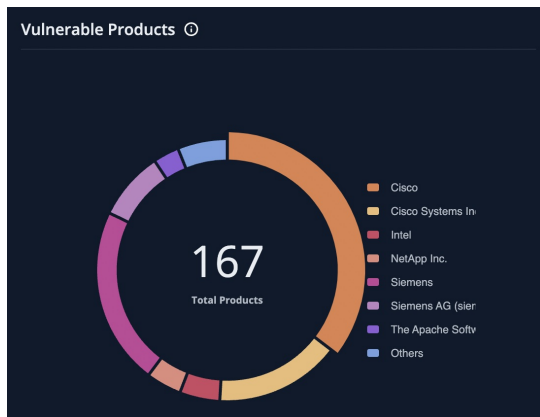 Vulnerable Products
167
Total Products
Cisco
Cisco Systems In
Intel
NetApp Inc.
Siemens
Siemens AG (sier
The Apache Softw
Others